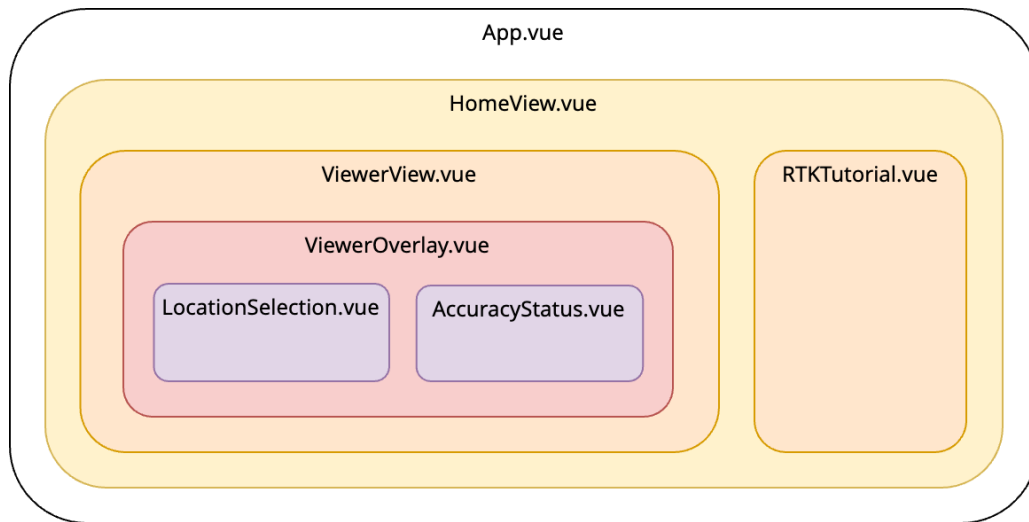 App.vue
HomeView.vue
ViewerView.vue
RTKTutorial.vue
ViewerOverlay.vue
LocationSelection.vue
AccuracyStatus.vue